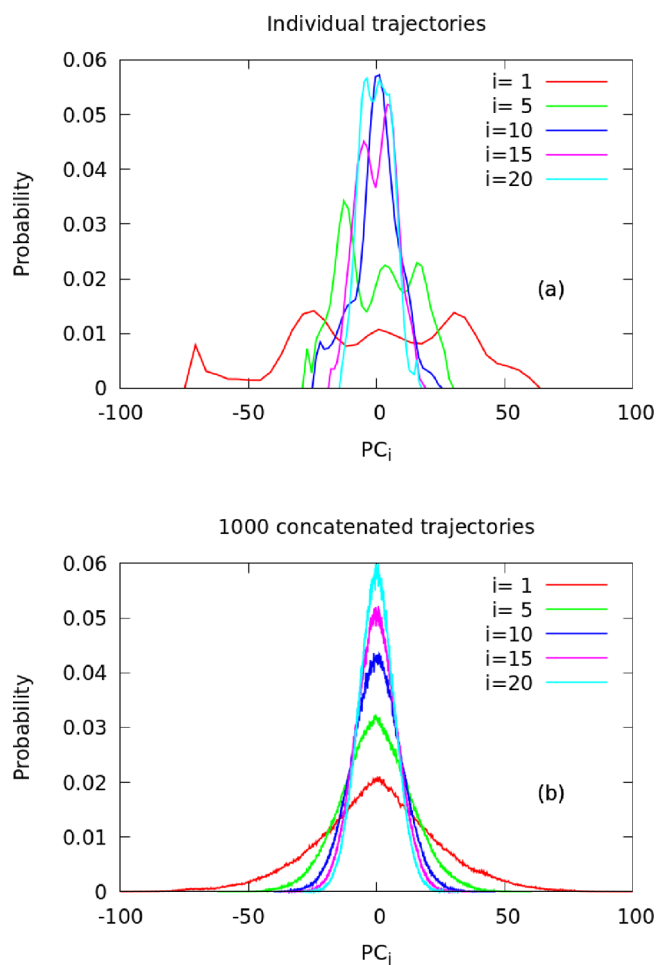 Individual trajectories
0.06
0.05
0.04
0.03
0.02
0.01
0
Probability
i= 1
i= 5
i=10
i=15
i=20
(a)
-100
-50
0
50
100
PCi
1000 concatenated trajectories
0.06
0.05
0.04
0.03
0.02
0.01
0
Probability
i= 1
i= 5
i=10
i=15
i=20
(b)
-100
-50
0
50
100
PCi